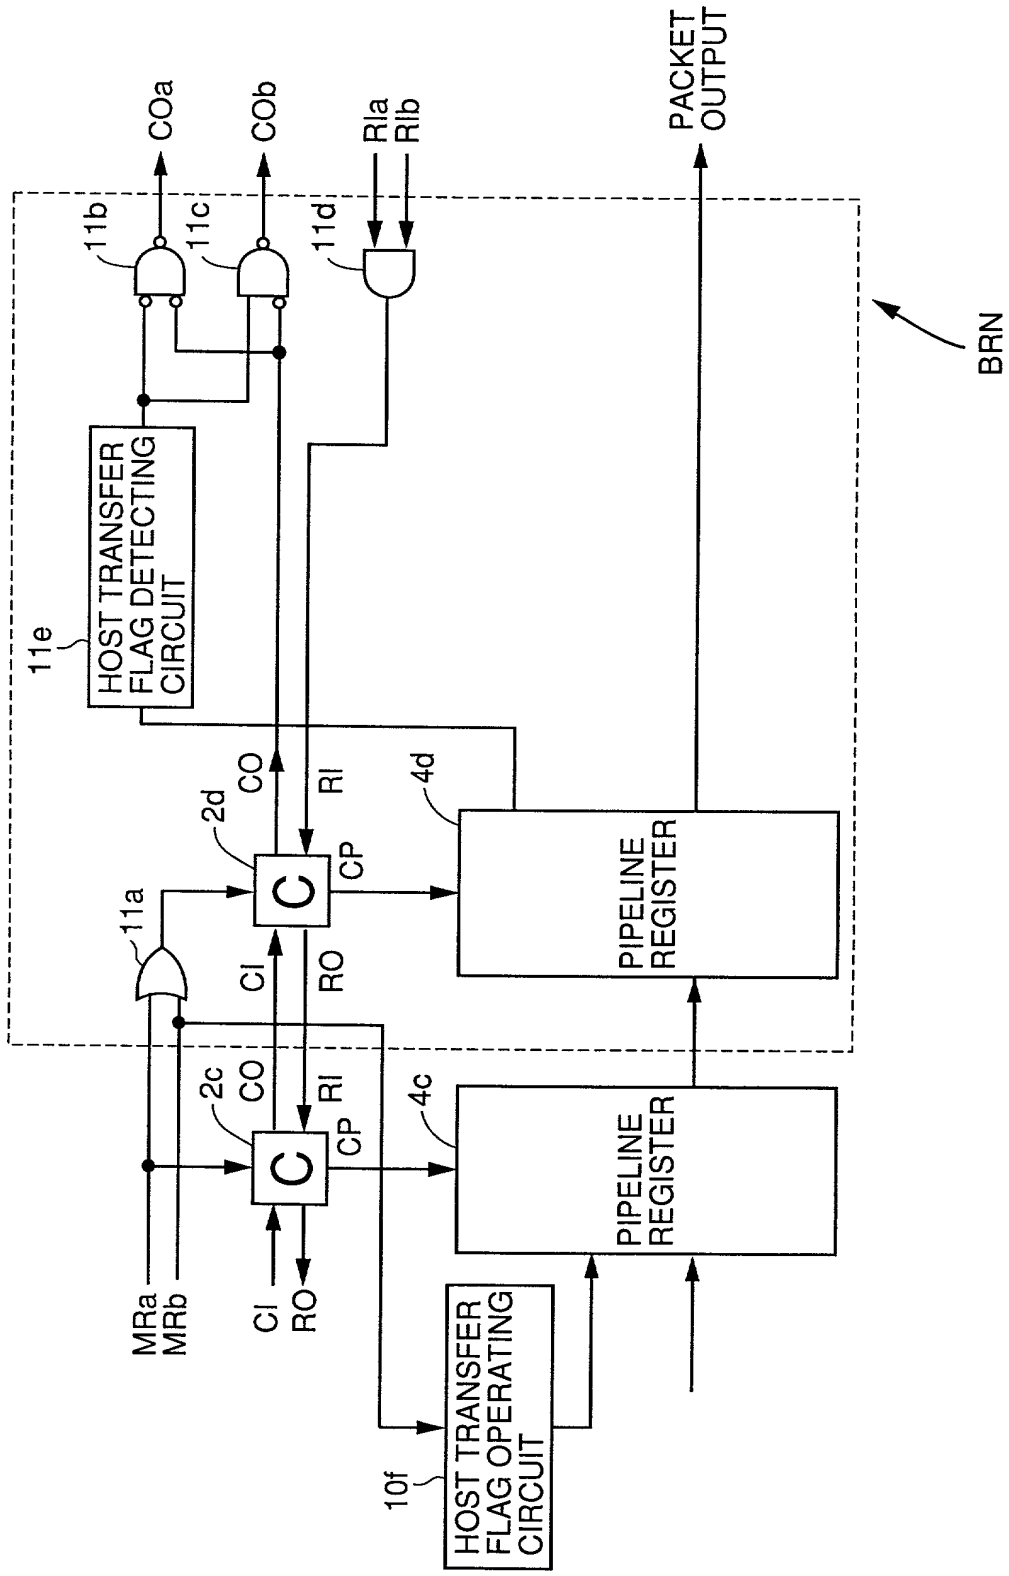 MRa
MRb
CI
RO
10f
HOST TRANSFER
FLAG OPERATING
CIRCUIT
2c
C
CO
RI
CP
4c
PIPELINE
REGISTER
11a
CI
RO
2d
C
CO
RI
CP
4d
PIPELINE
REGISTER
11e
HOST TRANSFER
FLAG DETECTING
CIRCUIT
11b
11c
11d
COa
COb
RIa
RIb
PACKET
OUTPUT
BRN